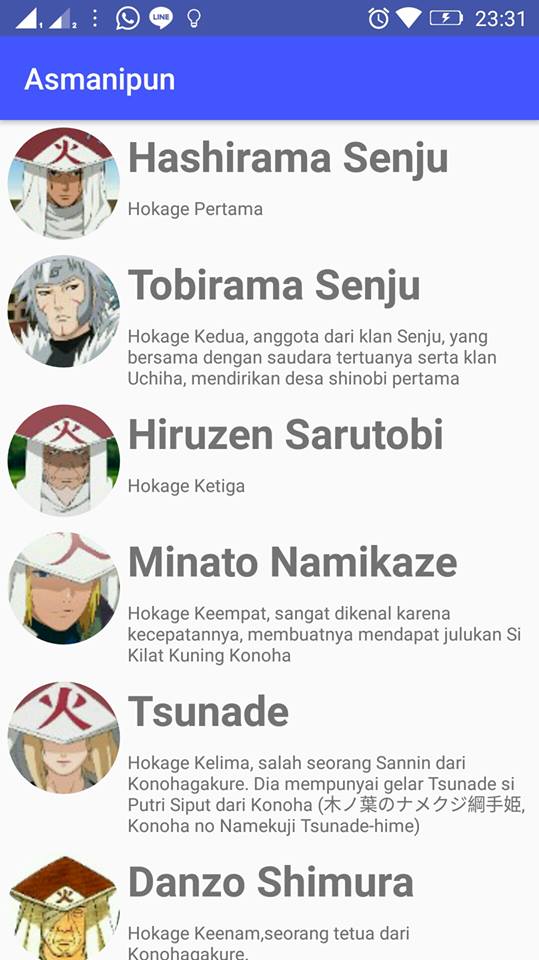 23:31
Asmanipun
Hashirama Senju
Hokage Pertama
Tobirama Senju
Hokage Kedua, anggota dari klan Senju, yang
bersama dengan saudara tertuanya serta klan
Uchiha, mendirikan desa shinobi pertama
Hiruzen Sarutobi
Hokage Ketiga
Minato Namikaze
Hokage Keempat, sangat dikenal karena
kecepatannya, membuatnya mendapat julukan Si
Kilat Kuning Konoha
Tsunade
Hokage Kelima, salah seorang Sannin dari
Konohagakure. Dia mempunyai gelar Tsunade si
Putri Siput dari Konoha (木ノ葉のナメクジ綱手姫,
Konoha no Namekuji Tsunade-hime)
Danzo Shimura
Hokage Keenam,seorang tetua dari
Konohagakure.